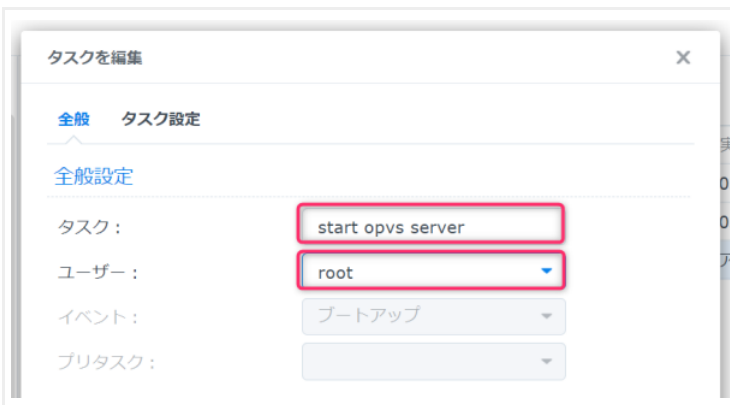 タスクを編集
全般 タスク設定
全般設定
タスク: start opvs server
ユーザー: root
イベント: ブートアップ
プリタスク:
0
0